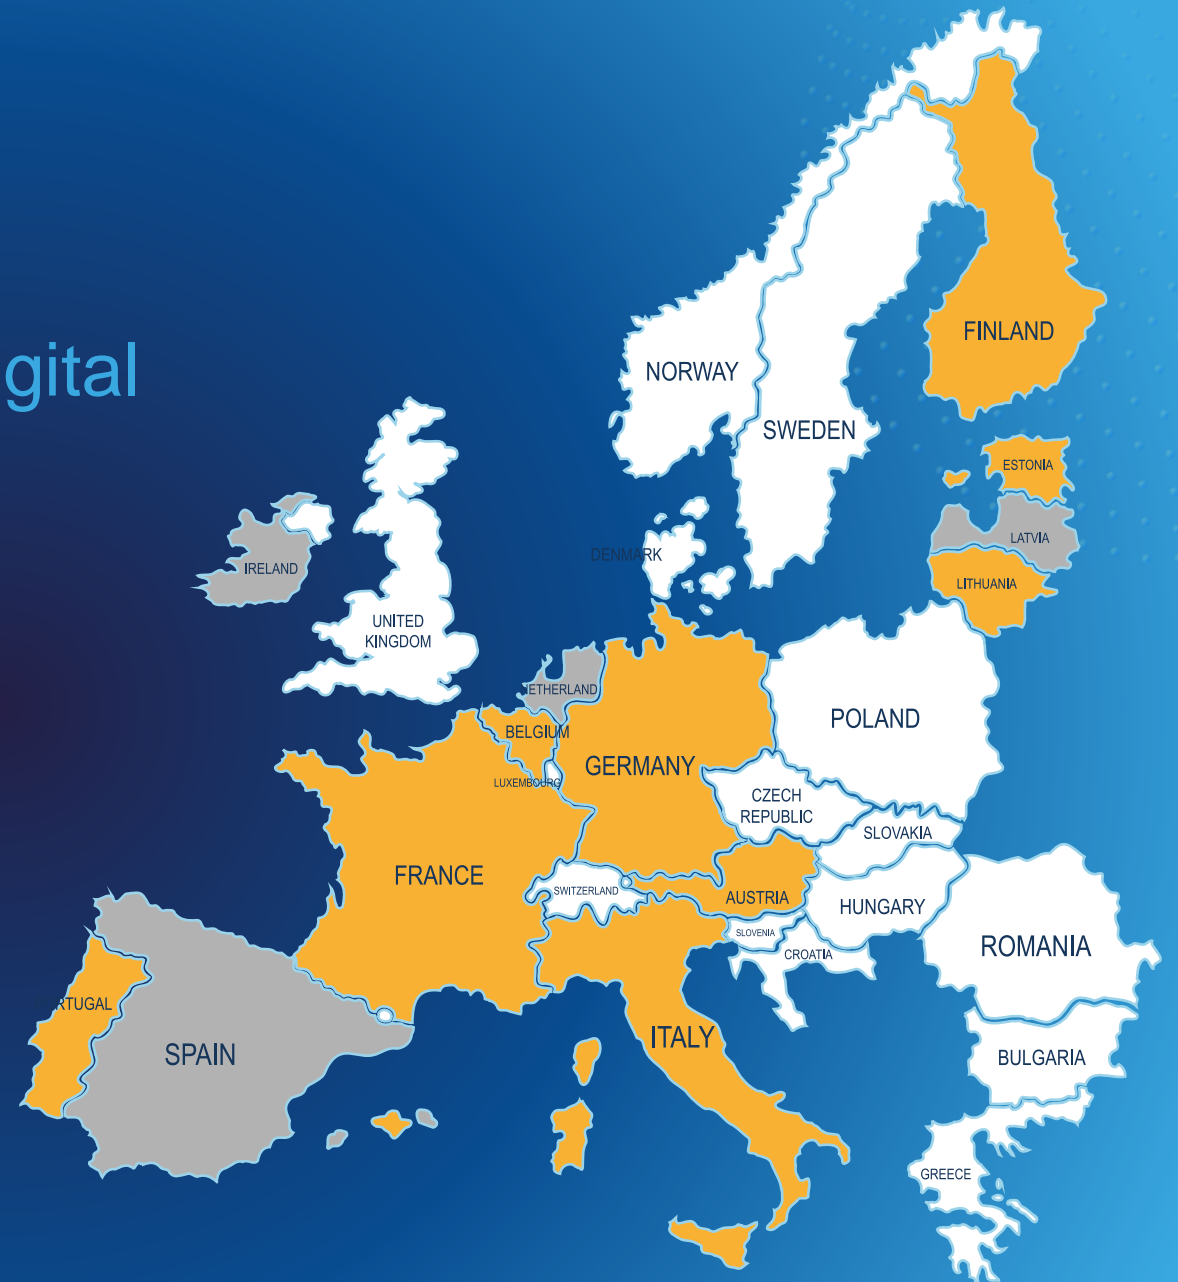 gital
NORWAY
FINLAND
SWEDEN
ESTONIA
LATVIA
LITHUANIA
DENMARK
IRELAND
UNITED
KINGDOM
ETHERLAND
BELGIUM
LUXEMBOURG
GERMANY
POLAND
CZECH
REPUBLIC
SLOVAKIA
FRANCE
SWITZERLAND
AUSTRIA
HUNGARY
SLOVENIA
CROATIA
ROMANIA
RTUGAL
SPAIN
ITALY
BULGARIA
GREECE